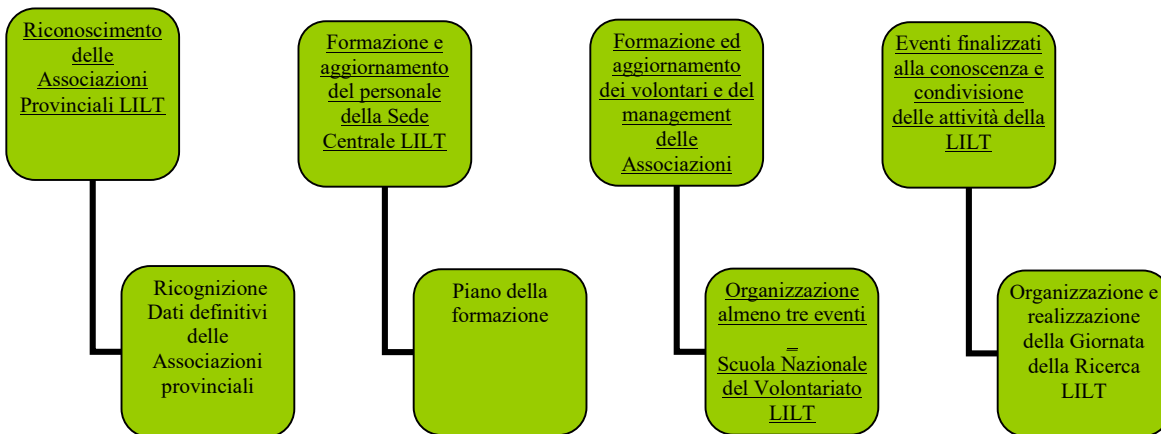 Riconoscimento
delle
Associazioni
Provinciali LILT
Formazione e
aggiornamento
del personale
della Sede
Centrale LILT
Formazione ed
aggiornamento
dei volontari e del
management
delle
Associazioni
Eventi finalizzati
alla conoscenza e
condivisione
delle attività della
LILT
Ricognizione
Dati definitivi
delle
Associazioni
provinciali
Piano della
formazione
Organizzazione
almeno tre eventi
–
Scuola Nazionale
del Volontariato
LILT
Organizzazione e
realizzazione
della Giornata
della Ricerca
LILT